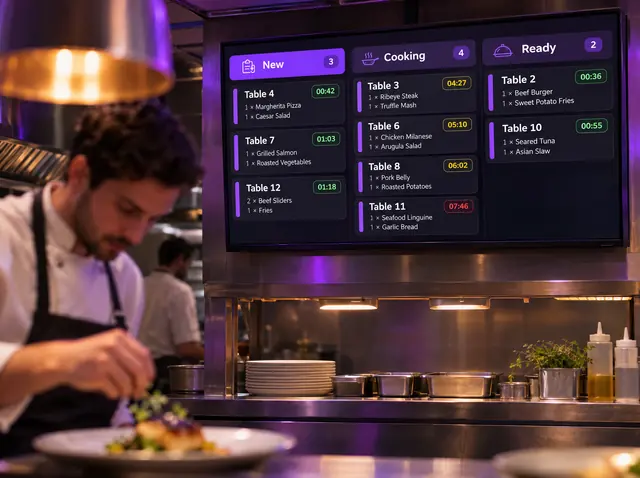 New 3
Table 4 00:42
1 × Margherita Pizza
1 × Caesar Salad
Table 7 01:03
1 × Grilled Salmon
1 × Roasted Vegetables
Table 12 01:18
2 × Beef Sliders
1 × Fries
Cooking 4
Table 3 04:27
1 × Ribeye Steak
1 × Truffle Mash
Table 6 05:10
1 × Chicken Milanese
1 × Arugula Salad
Table 8 06:02
1 × Pork Belly
1 × Roasted Potatoes
Table 11 07:46
1 × Seafood Linguine
1 × Garlic Bread
Ready 2
Table 2 00:36
1 × Beef Burger
1 × Sweet Potato Fries
Table 10 00:55
1 × Seared Tuna
1 × Asian Slaw